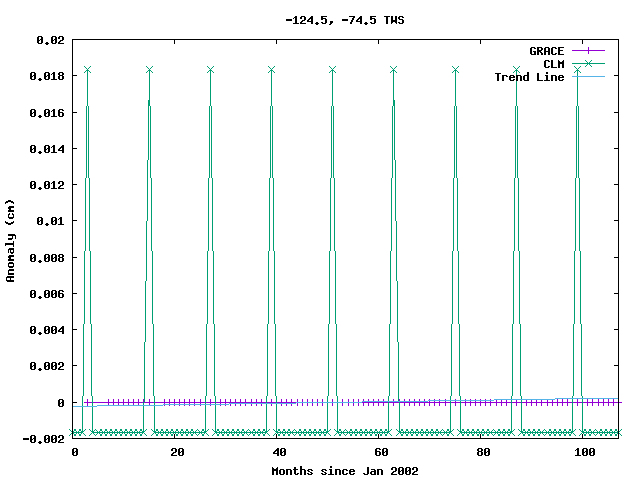 -124.5, -74.5 TWS
GRACE
CLM
Trend Line
0.02
0.018
0.016
0.014
0.012
0.01
0.008
0.006
0.004
0.002
0
-0.002
Anomaly (cm)
0 20 40 60 80 100
Months since Jan 2002